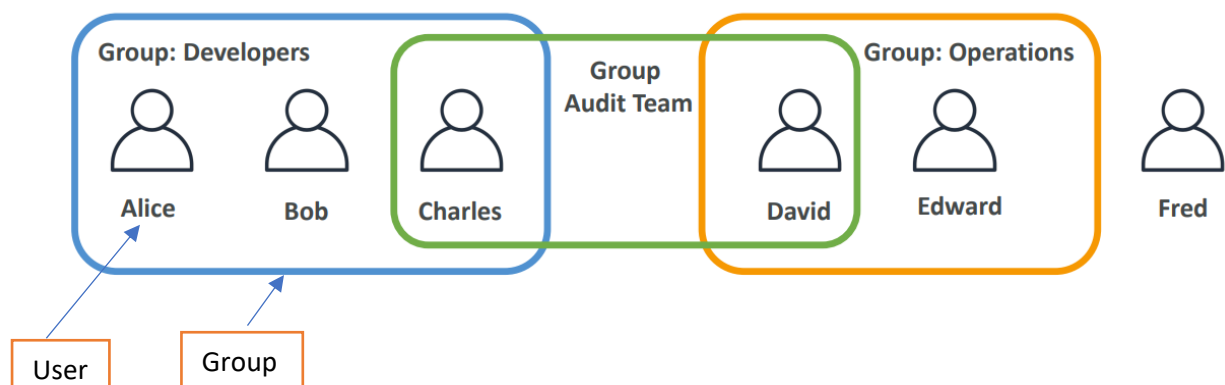 Group: Developers
Group
Audit Team
Group: Operations
Alice
Bob
Charles
David
Edward
Fred
User
Group